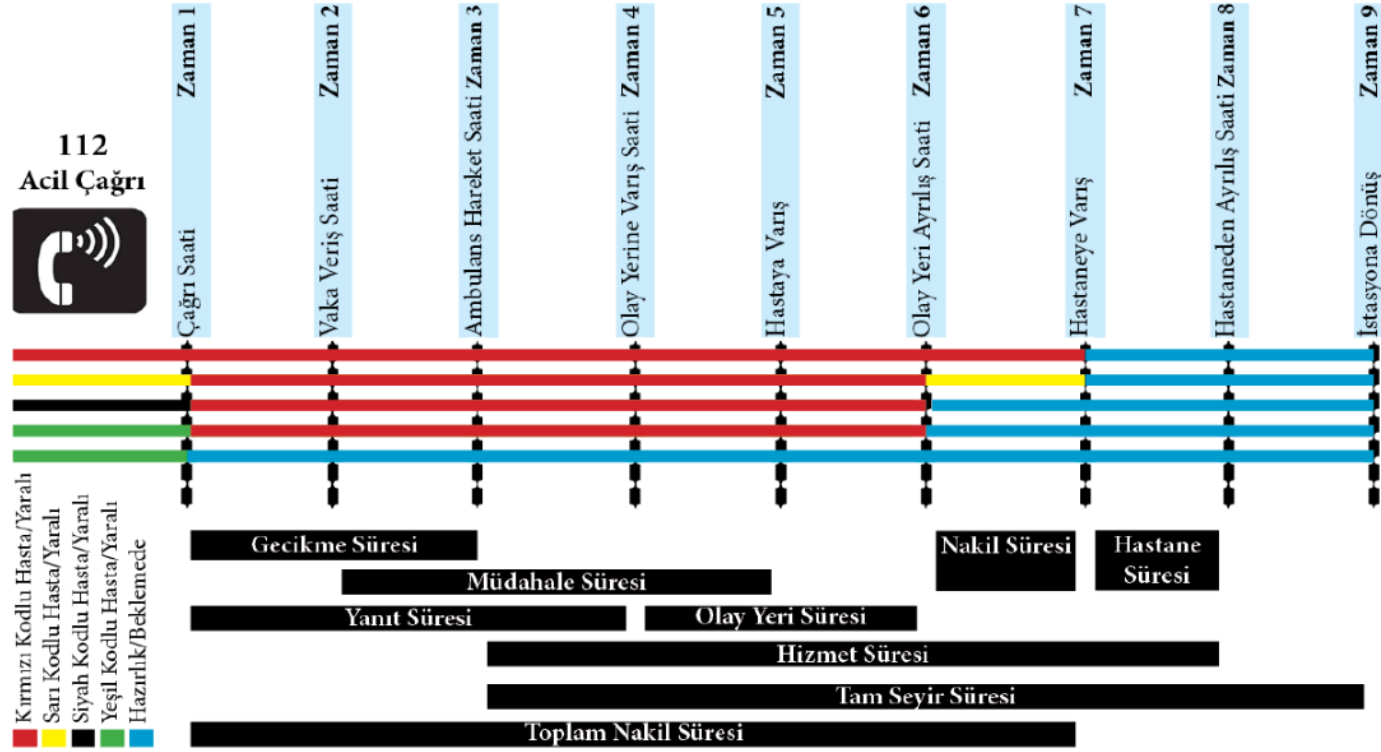 112
Acil Çağrı
Çağrı Saati Zaman 1
Vaka Veriş Saati Zaman 2
Ambulans Hareket Saati Zaman 3
Olay Yerine Varış Saati Zaman 4
Hastaya Varış Zaman 5
Olay Yeri Ayrılış Saati Zaman 6
Hastaneye Varış Zaman 7
Hastaneden Ayrılış Saati Zaman 8
İstasyona Dönüş Zaman 9
Kırmızı Kodlu Hasta/Yaralı
Sarı Kodlu Hasta/Yaralı
Siyah Kodlu Hasta/Yaralı
Yeşil Kodlu Hasta/Yaralı
Hazırlık/Beklemede
Gecikme Süresi
Nakil Süresi
Hastane
Süresi
Müdahale Süresi
Yanıt Süresi
Olay Yeri Süresi
Hizmet Süresi
Tam Seyir Süresi
Toplam Nakil Süresi